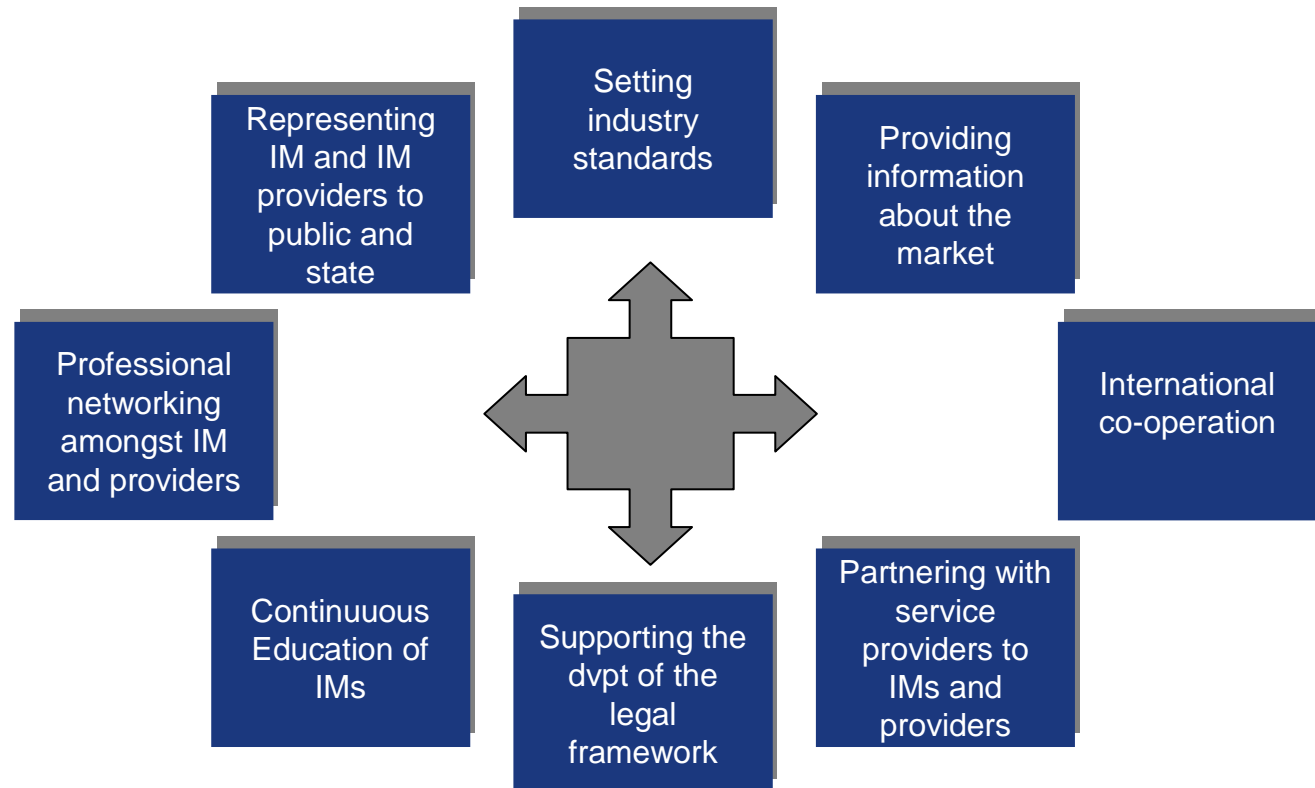 Setting
industry
standards
Representing
IM and IM
providers to
public and
state
Providing
information
about the
market
Professional
networking
amongst IM
and providers
International
co-operation
Continuuous
Education of
IMs
Supporting the
dvpt of the
legal
framework
Partnering with
service
providers to
IMs and
providers